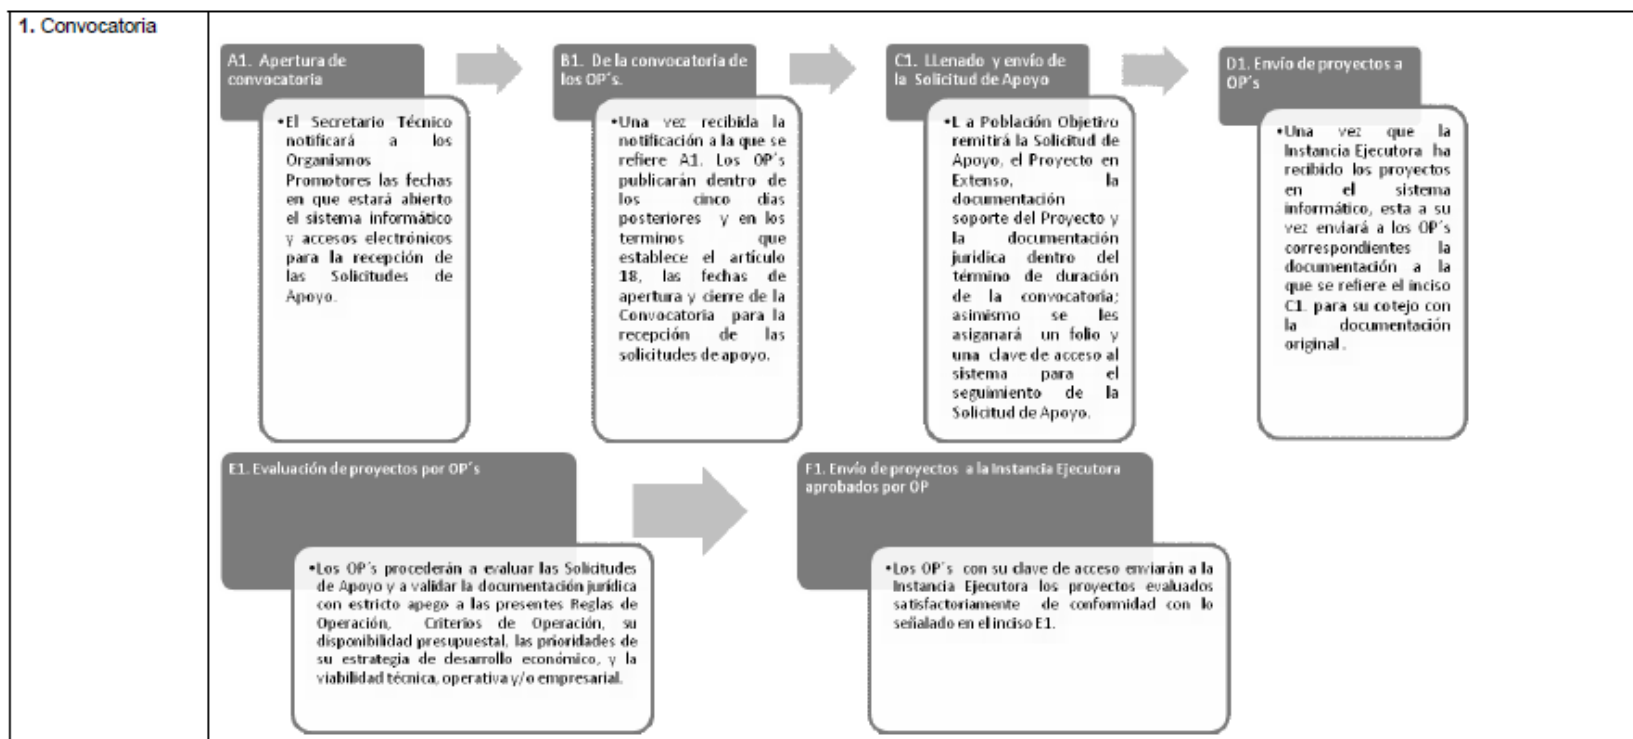 1. Convocatoria
A1. Apertura de
convocatoria
•El Secretario Técnico
notificará a los
Organismos
Promotores las fechas
en que estará abierto
el sistema informático
y accesos electrónicos
para la recepción de
las Solicitudes de
Apoyo.
B1. De la convocatoria de
los OP´s.
•Una vez recibida la
notificación a la que se
refiere A1. Los OP´s
publicarán dentro de
los cinco días
posteriores y en los
terminos que
establece el artículo
18, las fechas de
apertura y cierre de la
Convocatoria para la
recepción de las
solicitudes de apoyo.
C1. LLenado y envío de
la Solicitud de Apoyo
•L a Población Objetivo
remitirá la Solicitud de
Apoyo, el Proyecto en
Extenso, la
documentación
soporte del Proyecto y
la documentación
jurídica dentro del
término de duración
de la convocatoria;
asimismo se les
asiganará un folio y
una clave de acceso al
sistema para el
seguimiento de la
Solicitud de Apoyo.
D1. Envío de proyectos a
OP´s
•Una vez que la
Instancia Ejecutora ha
recibido los proyectos
en el sistema
informático, esta a su
vez enviará a los OP´s
correspondientes la
documentación a la
que se refiere el inciso
C1. para su cotejo con
la documentación
original .
E1. Evaluación de proyectos por OP´s
•Los OP´s procederán a evaluar las Solicitudes
de Apoyo y a validar la documentación jurídica
con estricto apego a las presentes Reglas de
Operación, Criterios de Operación, su
disponibilidad presupuestal, las prioridades de
su estrategia de desarrollo económico, y la
viabilidad técnica, operativa y/o empresarial.
F1. Envío de proyectos a la Instancia Ejecutora
aprobados por OP
•Los OP´s con su clave de acceso enviarán a la
Instancia Ejecutora los proyectos evaluados
satisfactoriamente de conformidad con lo
señalado en el inciso E1.